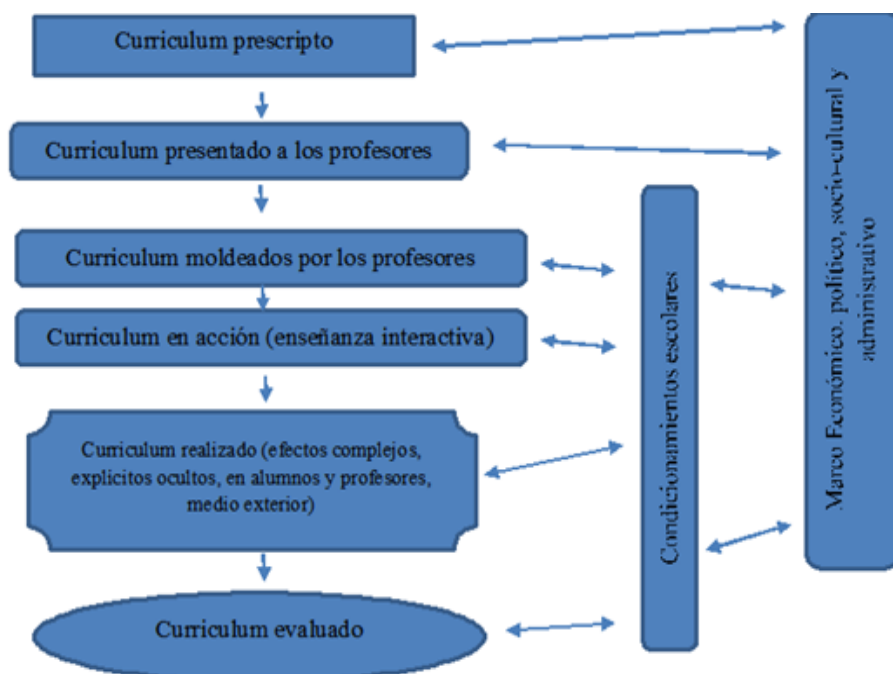 Curriculum prescripto
Curriculum presentado a los profesores
Curriculum moldeados por los profesores
Curriculum en acción (enseñanza interactiva)
Curriculum realizado (efectos complejos,
explícitos ocultos, en alumnos y profesores,
medio exterior)
Curriculum evaluado
Condicionamientos escolares
Marco Económico, político, socio-cultural y
administrativo